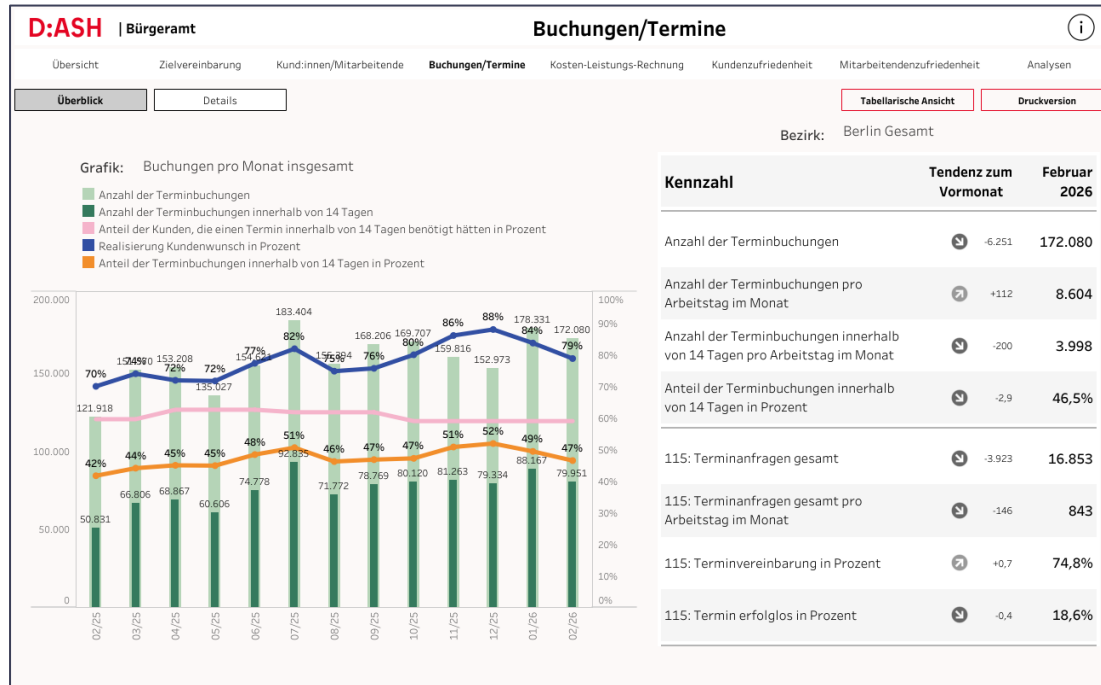 D:ASH | Bürgeramt
Buchungen/Termine
i
Übersicht Zielvereinbarung Kund:innen/Mitarbeitende Buchungen/Termine Kosten-Leistungs-Rechnung Kundenzufriedenheit Mitarbeitendenzufriedenheit Analysen
Überblick Details Tabellarische Ansicht Druckversion
Bezirk: Berlin Gesamt
Grafik: Buchungen pro Monat insgesamt
Anzahl der Terminbuchungen
Anzahl der Terminbuchungen innerhalb von 14 Tagen
Anteil der Kunden, die einen Termin innerhalb von 14 Tagen benötigt hätten in Prozent
Realisierung Kundenwunsch in Prozent
Anteil der Terminbuchungen innerhalb von 14 Tagen in Prozent
200.000
150.000
100.000
50.000
0
100%
90%
80%
70%
60%
50%
40%
30%
20%
10%
0%
70% 74% 72% 72% 77% 82% 75% 76% 80% 86% 88% 84% 79%
121.918 153.208 135.027 183.404 168.206 169.707 159.816 152.973 178.331 172.080
42% 44% 45% 45% 48% 51% 46% 47% 47% 51% 52% 49% 47%
50.831 66.806 68.867 60.606 74.778 92.835 71.772 78.769 80.120 81.263 79.334 88.167 79.951
02/25 03/25 04/25 05/25 06/25 07/25 08/25 09/25 10/25 11/25 12/25 01/26 02/26
Kennzahl Tendenz zum Vormonat Februar 2026
Anzahl der Terminbuchungen -6.251 172.080
Anzahl der Terminbuchungen pro
Arbeitstag im Monat +112 8.604
Anzahl der Terminbuchungen innerhalb
von 14 Tagen pro Arbeitstag im Monat -200 3.998
Anteil der Terminbuchungen innerhalb
von 14 Tagen in Prozent -2,9 46,5%
115: Terminanfragen gesamt -3.923 16.853
115: Terminanfragen gesamt pro
Arbeitstag im Monat -146 843
115: Terminvereinbarung in Prozent +0,7 74,8%
115: Termin erfolglos in Prozent -0,4 18,6%